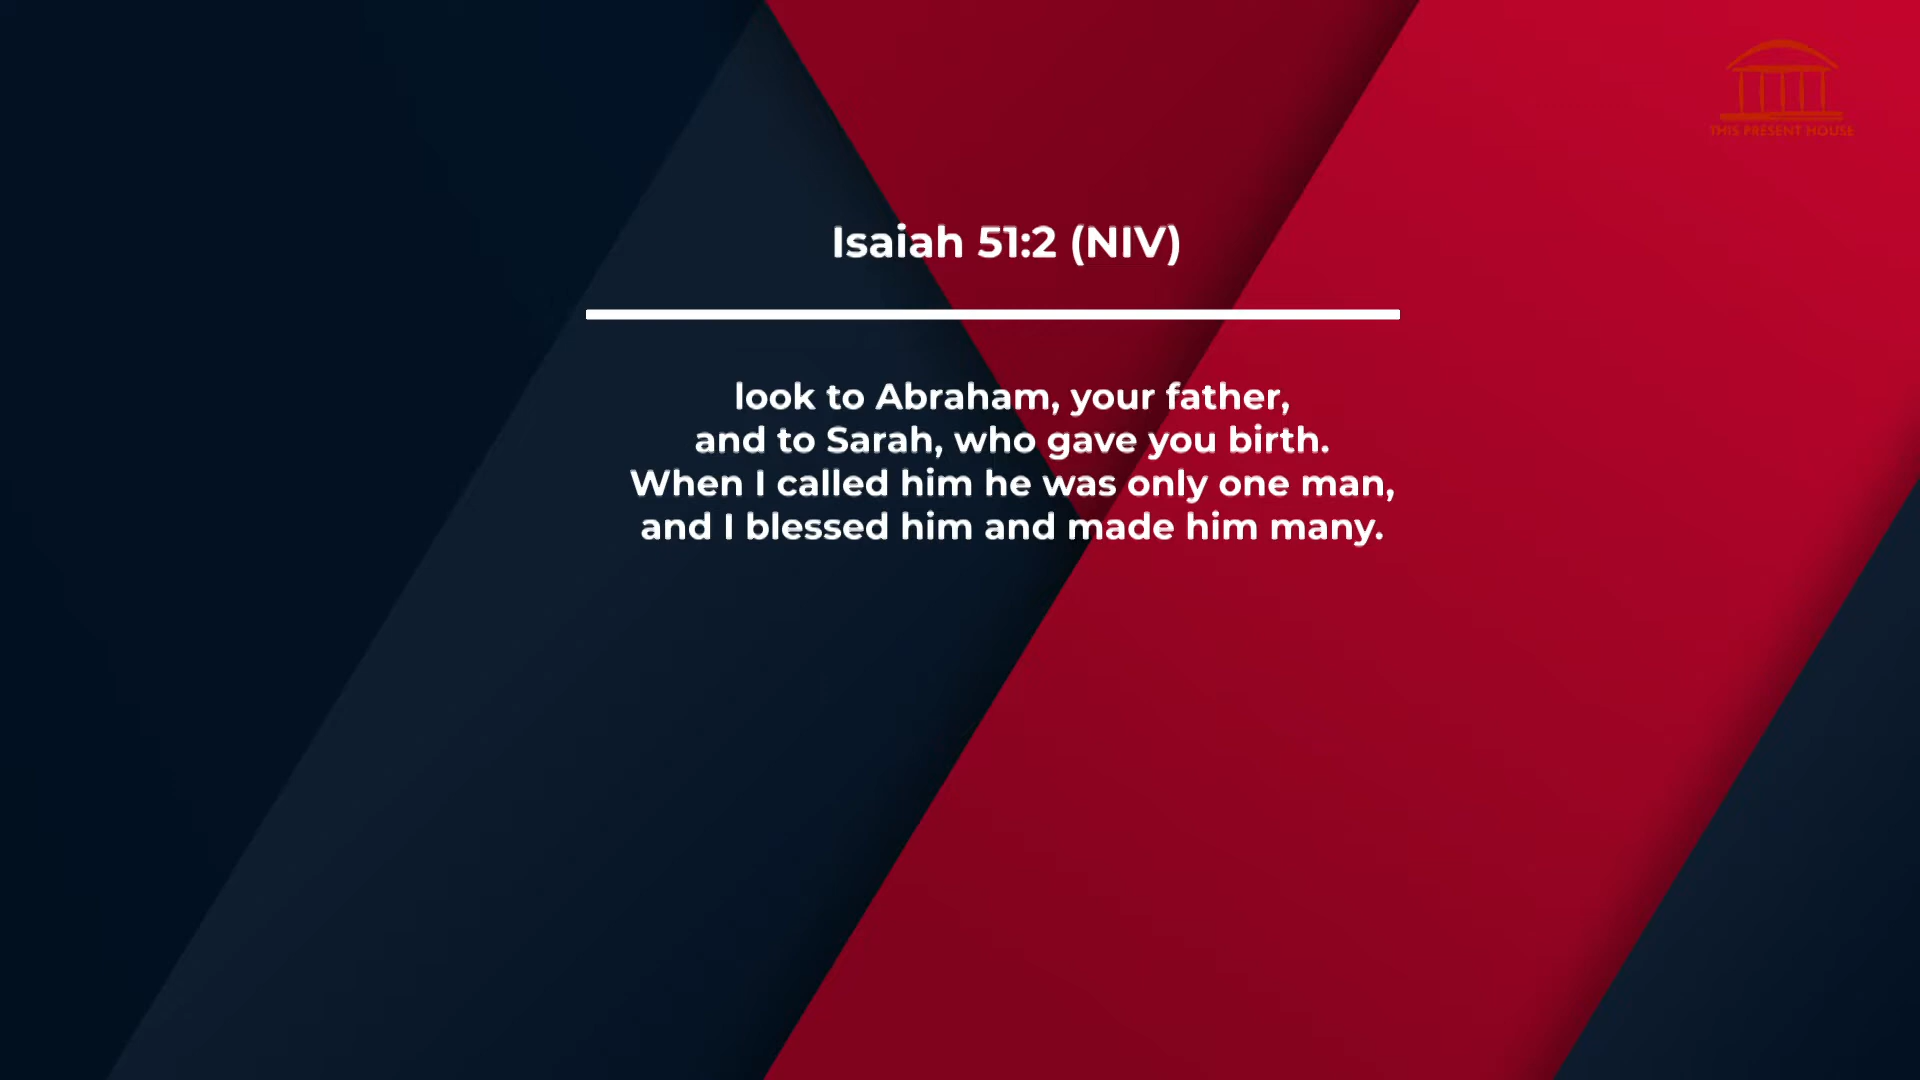 THIS PRESENT HOUSE
Isaiah 51:2 (NIV)
look to Abraham, your father,
and to Sarah, who gave you birth.
When I called him he was only one man,
and I blessed him and made him many.